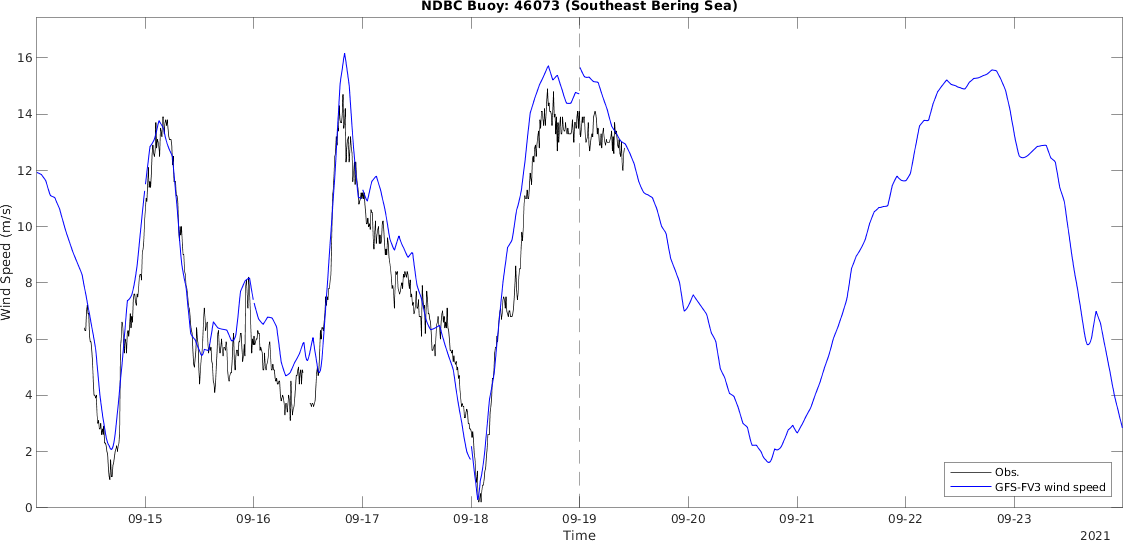 NDBC Buoy: 46073 (Southeast Bering Sea)
Wind Speed (m/s)
16
14
12
10
8
6
4
2
0
Obs.
GFS-FV3 wind speed
09-15 09-16 09-17 09-18 09-19 09-20 09-21 09-22 09-23
Time
2021